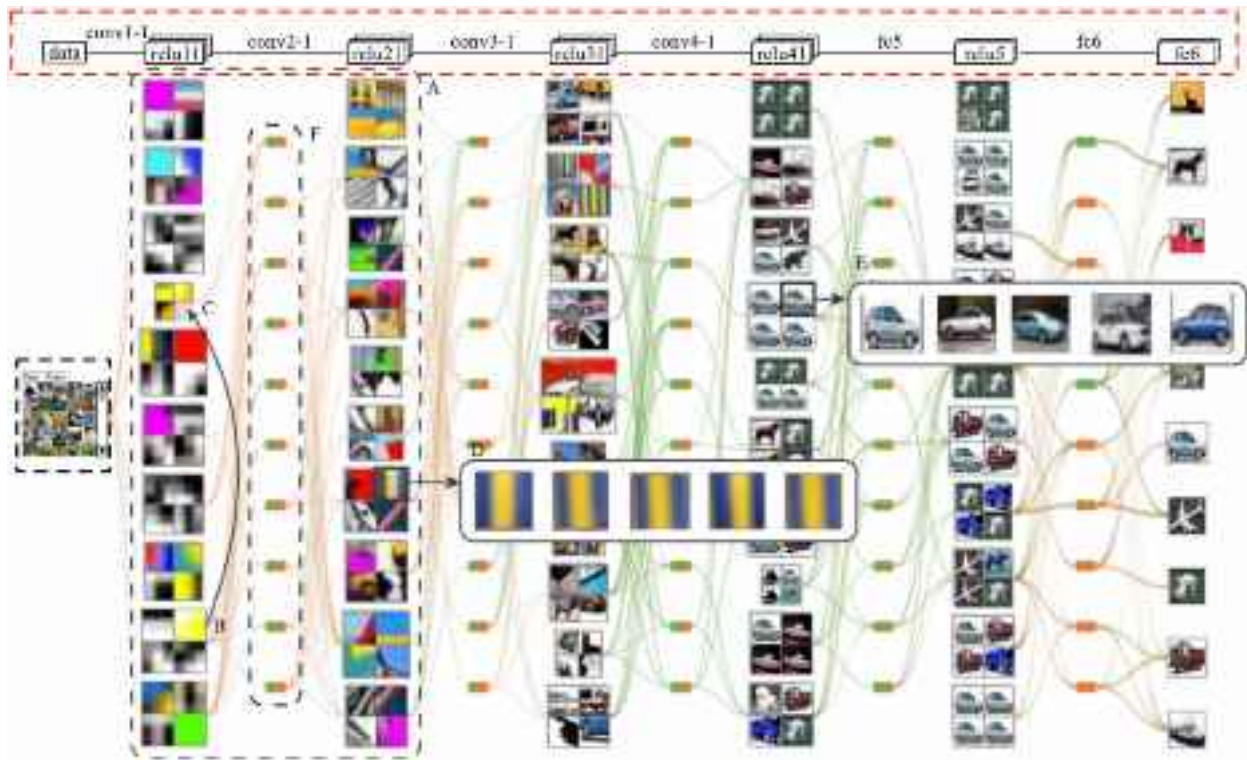 conv1-1 conv2-1 conv3-1 conv4-1 fc5 fc6
data relu11 relu21 relu31 relu41 relu5 fc6
A
F
E
C
D
B